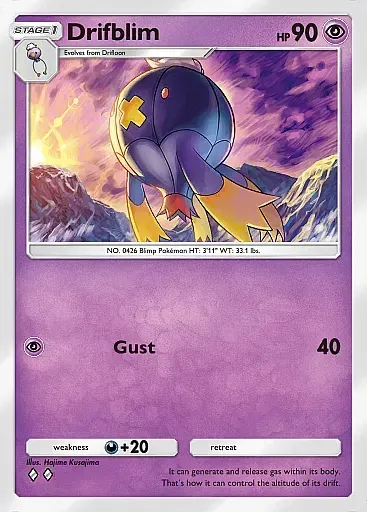 STAGE 1
Drifblim
HP 90
Evolves from Drifloon
NO. 0426 Blimp Pokémon HT: 3'11" WT: 33.1 lbs.
Gust 40
weakness +20 retreat
Illus. Hajime Kusajima
It can generate and release gas within its body.
That's how it can control the altitude of its drift.